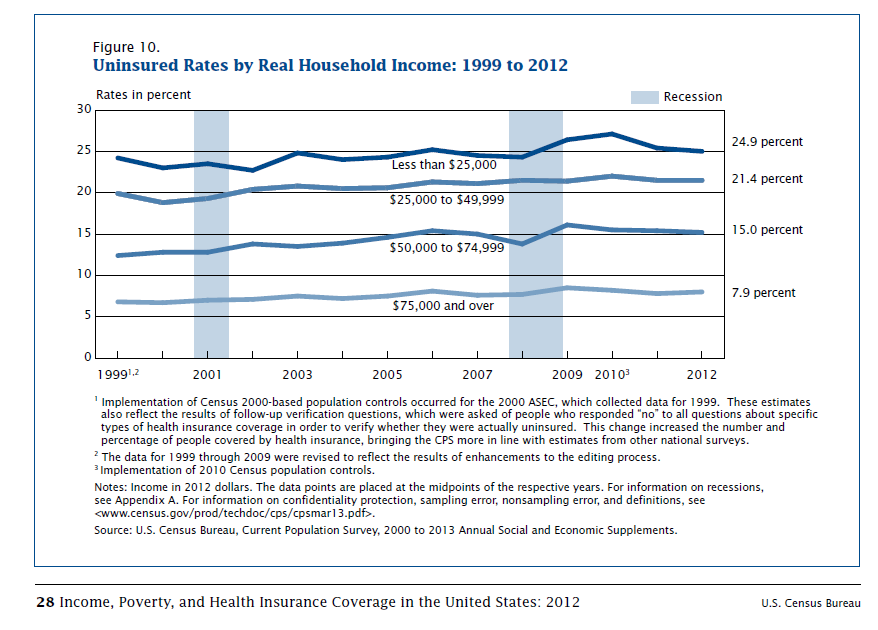 Figure 10.
Uninsured Rates by Real Household Income: 1999 to 2012
Rates in percent
Recession
30
25
20
15
10
5
0
Less than $25,000
$25,000 to $49,999
$50,000 to $74,999
$75,000 and over
24.9 percent
21.4 percent
15.0 percent
7.9 percent
1999¹,² 2001 2003 2005 2007 2009 2010³ 2012
¹ Implementation of Census 2000-based population controls occurred for the 2000 ASEC, which collected data for 1999. These estimates
also reflect the results of follow-up verification questions, which were asked of people who responded “no” to all questions about specific
types of health insurance coverage in order to verify whether they were actually uninsured. This change increased the number and
percentage of people covered by health insurance, bringing the CPS more in line with estimates from other national surveys.
² The data for 1999 through 2009 were revised to reflect the results of enhancements to the editing process.
³ Implementation of 2010 Census population controls.
Notes: Income in 2012 dollars. The data points are placed at the midpoints of the respective years. For information on recessions,
see Appendix A. For information on confidentiality protection, sampling error, nonsampling error, and definitions, see
<www.census.gov/prod/techdoc/cps/cpsmar13.pdf>.
Source: U.S. Census Bureau, Current Population Survey, 2000 to 2013 Annual Social and Economic Supplements.
28 Income, Poverty, and Health Insurance Coverage in the United States: 2012
U.S. Census Bureau